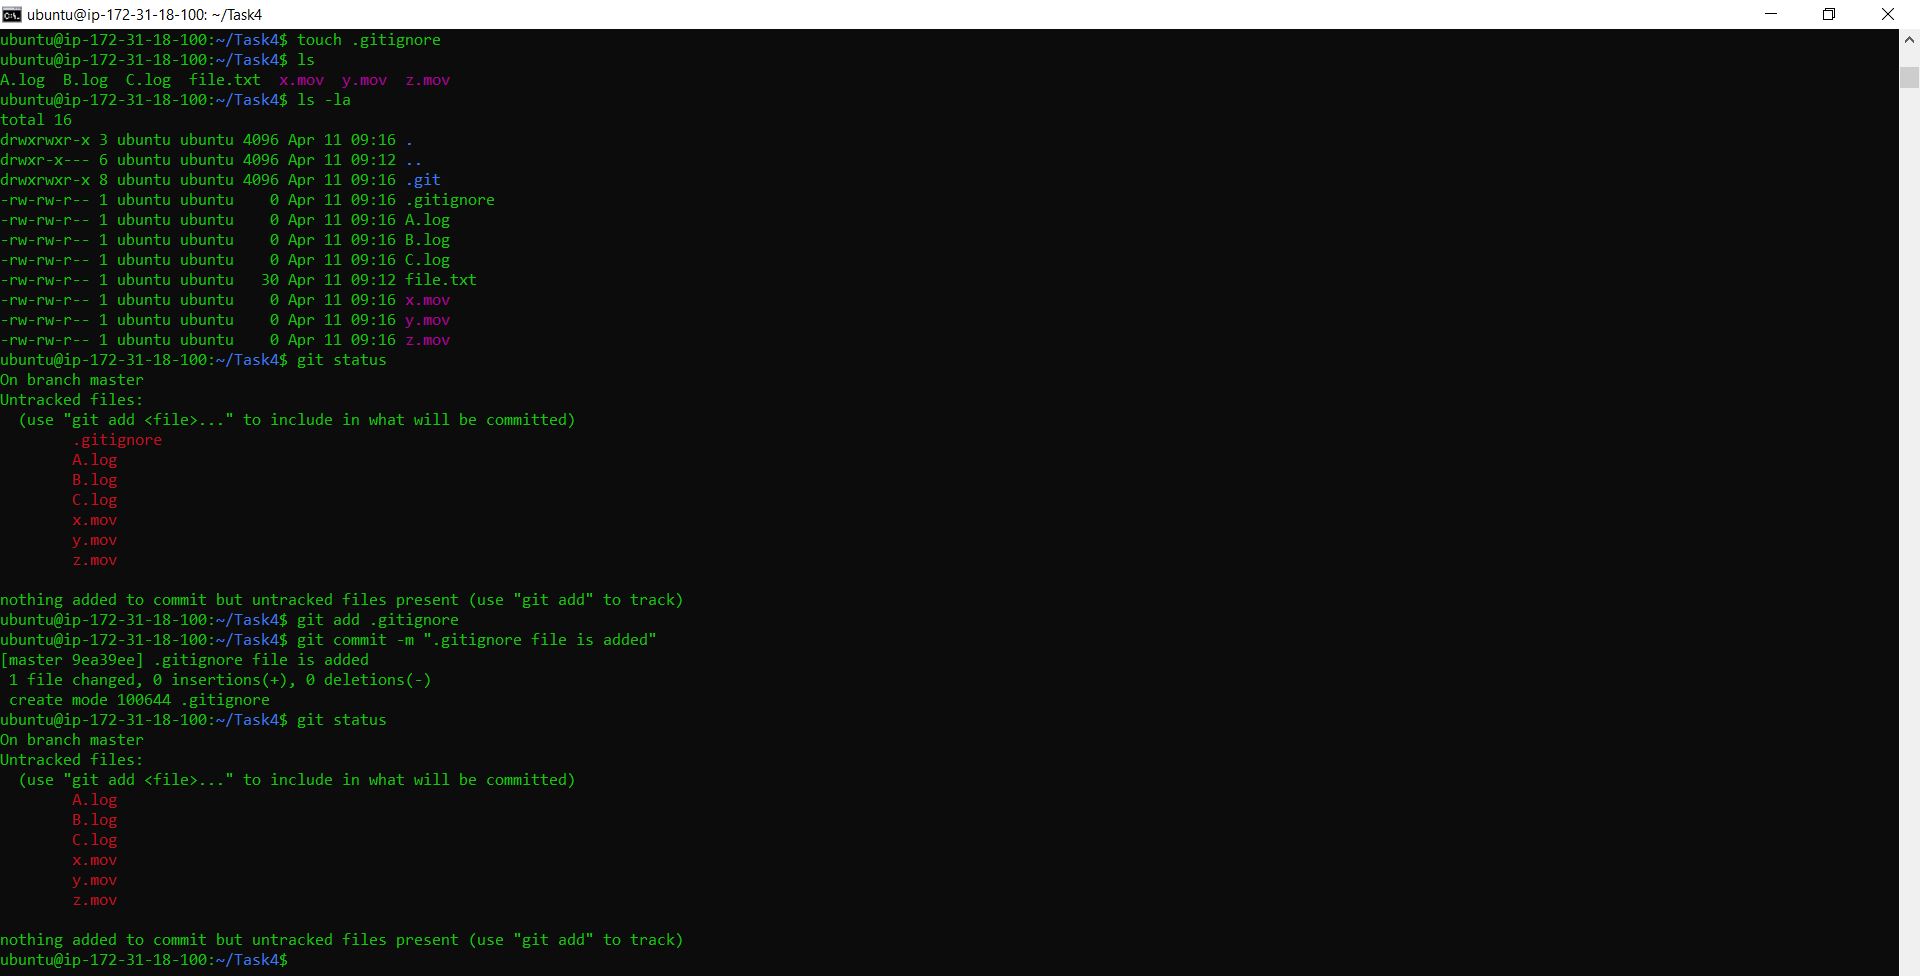 ubuntu@ip-172-31-18-100: ~/Task4
ubuntu@ip-172-31-18-100:~/Task4$ touch .gitignore
ubuntu@ip-172-31-18-100:~/Task4$ ls
A.log  B.log  C.log  file.txt  x.mov  y.mov  z.mov
ubuntu@ip-172-31-18-100:~/Task4$ ls -la
total 16
drwxrwxr-x 3 ubuntu ubuntu 4096 Apr 11 09:16 .
drwxr-x--- 6 ubuntu ubuntu 4096 Apr 11 09:12 ..
drwxrwxr-x 8 ubuntu ubuntu 4096 Apr 11 09:16 .git
-rw-rw-r-- 1 ubuntu ubuntu    0 Apr 11 09:16 .gitignore
-rw-rw-r-- 1 ubuntu ubuntu    0 Apr 11 09:16 A.log
-rw-rw-r-- 1 ubuntu ubuntu    0 Apr 11 09:16 B.log
-rw-rw-r-- 1 ubuntu ubuntu    0 Apr 11 09:16 C.log
-rw-rw-r-- 1 ubuntu ubuntu   30 Apr 11 09:12 file.txt
-rw-rw-r-- 1 ubuntu ubuntu    0 Apr 11 09:16 x.mov
-rw-rw-r-- 1 ubuntu ubuntu    0 Apr 11 09:16 y.mov
-rw-rw-r-- 1 ubuntu ubuntu    0 Apr 11 09:16 z.mov
ubuntu@ip-172-31-18-100:~/Task4$ git status
On branch master
Untracked files:
  (use "git add <file>..." to include in what will be committed)
        .gitignore
        A.log
        B.log
        C.log
        x.mov
        y.mov
        z.mov

nothing added to commit but untracked files present (use "git add" to track)
ubuntu@ip-172-31-18-100:~/Task4$ git add .gitignore
ubuntu@ip-172-31-18-100:~/Task4$ git commit -m ".gitignore file is added"
[master 9ea39ee] .gitignore file is added
 1 file changed, 0 insertions(+), 0 deletions(-)
 create mode 100644 .gitignore
ubuntu@ip-172-31-18-100:~/Task4$ git status
On branch master
Untracked files:
  (use "git add <file>..." to include in what will be committed)
        A.log
        B.log
        C.log
        x.mov
        y.mov
        z.mov

nothing added to commit but untracked files present (use "git add" to track)
ubuntu@ip-172-31-18-100:~/Task4$